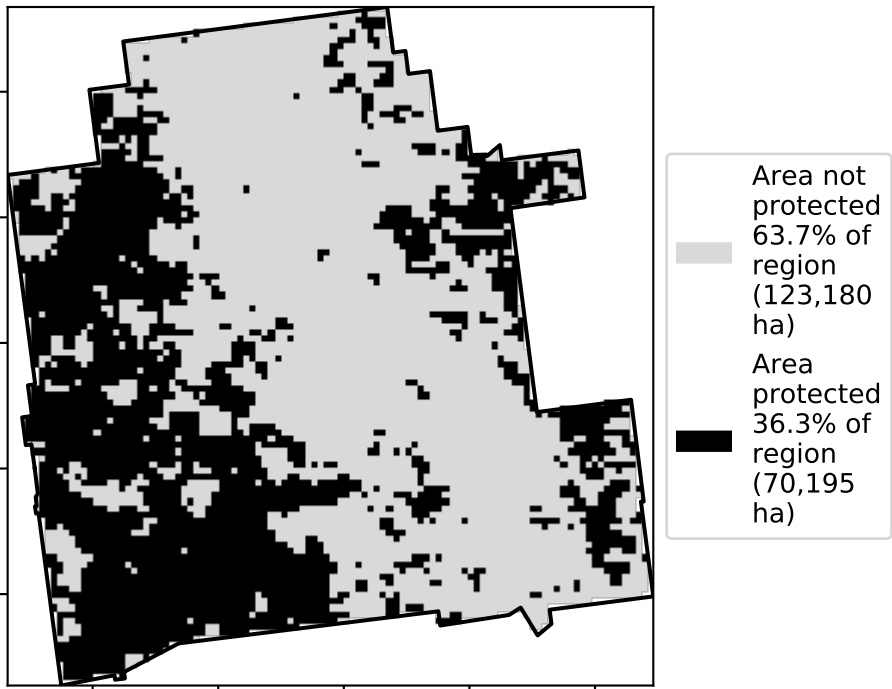 Area not
protected
63.7% of
region
(123,180
ha)
Area
protected
36.3% of
region
(70,195
ha)